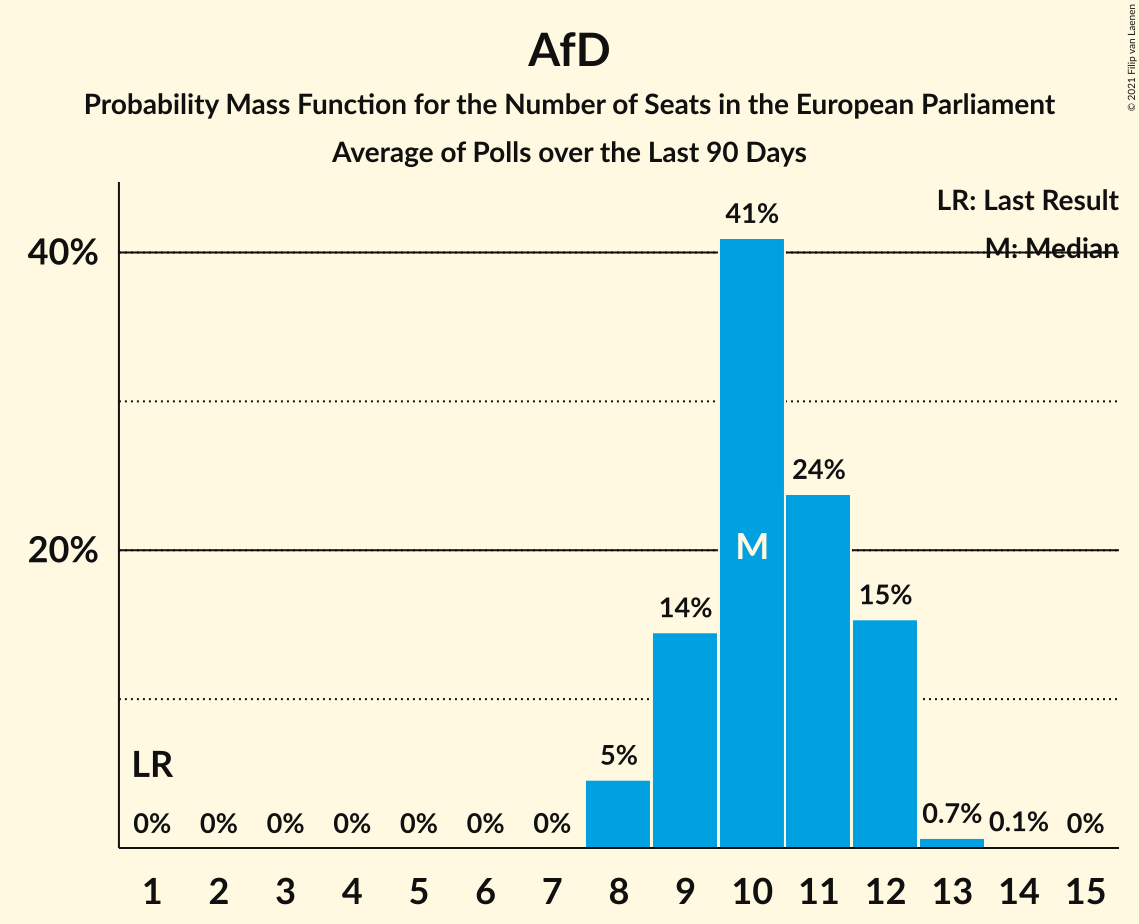 AfD
Probability Mass Function for the Number of Seats in the European Parliament
Average of Polls over the Last 90 Days
© 2021 Filip van Laenen
LR: Last Result
M: Median
40%
20%
41%
24%
M
14%
15%
5%
LR
0% 0% 0% 0% 0% 0% 0% 0.7% 0.1% 0%
1 2 3 4 5 6 7 8 9 10 11 12 13 14 15